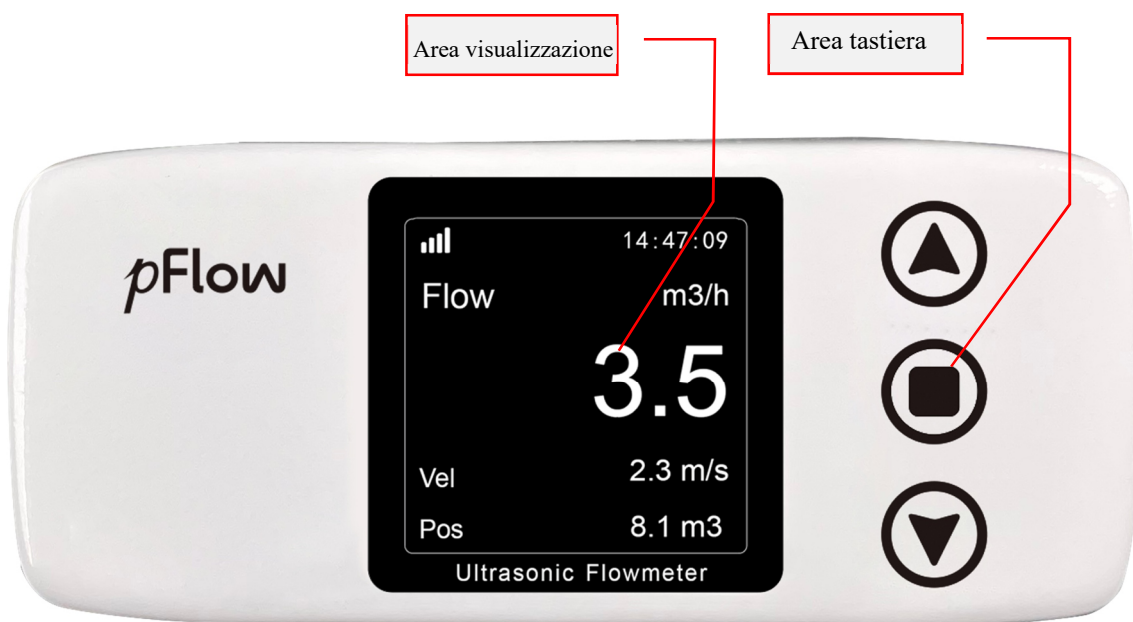 Area visualizzazione
Area tastiera
pFlow
14:47:09
Flow m3/h
3.5
Vel 2.3 m/s
Pos 8.1 m3
Ultrasonic Flowmeter